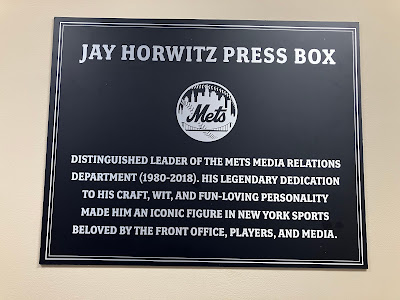 JAY HORWITZ PRESS BOX
Mets
DISTINGUISHED LEADER OF THE METS MEDIA RELATIONS
DEPARTMENT (1980-2018). HIS LEGENDARY DEDICATION
TO HIS CRAFT, WIT, AND FUN-LOVING PERSONALITY
MADE HIM AN ICONIC FIGURE IN NEW YORK SPORTS
BELOVED BY THE FRONT OFFICE, PLAYERS, AND MEDIA.